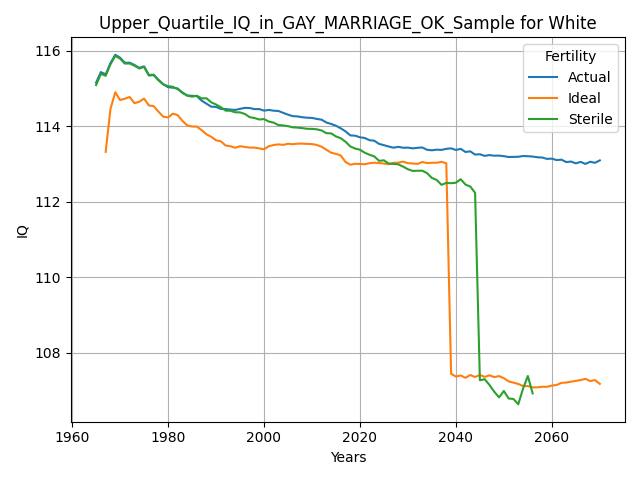 Upper_Quartile_IQ_in_GAY_MARRIAGE_OK_Sample for White
Fertility
Actual
Ideal
Sterile
116
114
112
110
108
IQ
1960
1980
2000
2020
2040
2060
Years